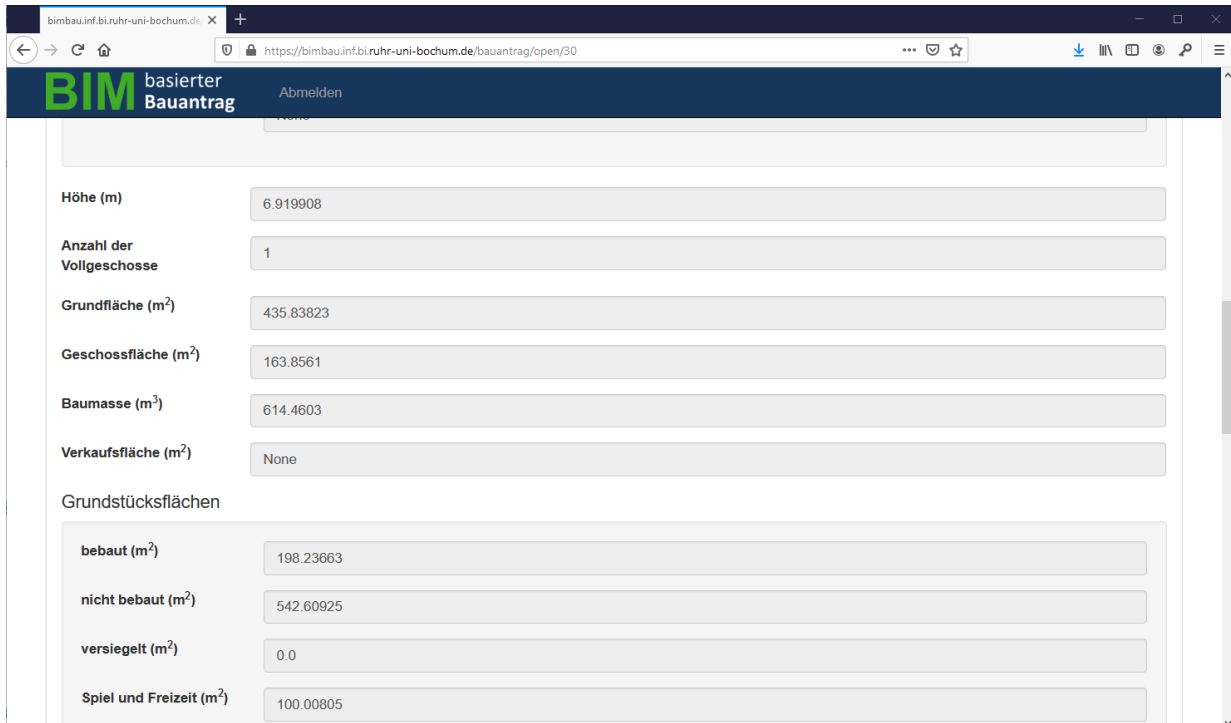 bimbau.inf.bi.ruhr-uni-bochum.de
https://bimbau.inf.bi.ruhr-uni-bochum.de/bauantrag/open/30
BIM basierter Bauantrag
Abmelden
None
Höhe (m)
6.919908
Anzahl der
Vollgeschosse
1
Grundfläche (m²)
435.83823
Geschossfläche (m²)
163.8561
Baumasse (m³)
614.4603
Verkaufsfläche (m²)
None
Grundstücksflächen
bebaut (m²)
198.23663
nicht bebaut (m²)
542.60925
versiegelt (m²)
0.0
Spiel und Freizeit (m²)
100.00805